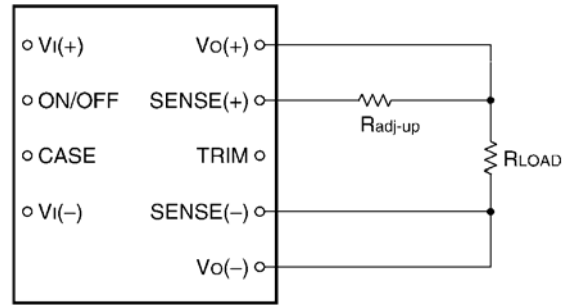 VI(+) VO(+)
ON/OFF SENSE(+)
Radj-up
CASE TRIM RLOAD
VI(–) SENSE(–)
VO(–)